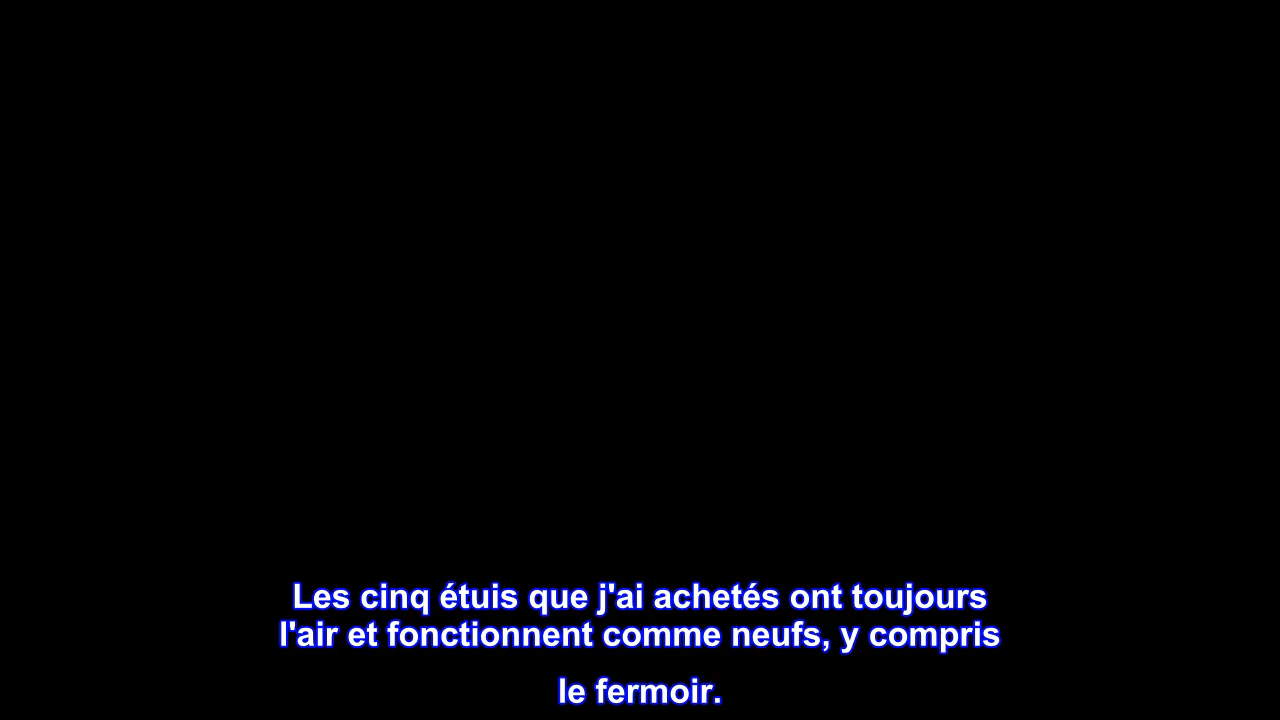 Les cinq étuis que j'ai achetés ont toujours
l'air et fonctionnent comme neufs, y compris
le fermoir.